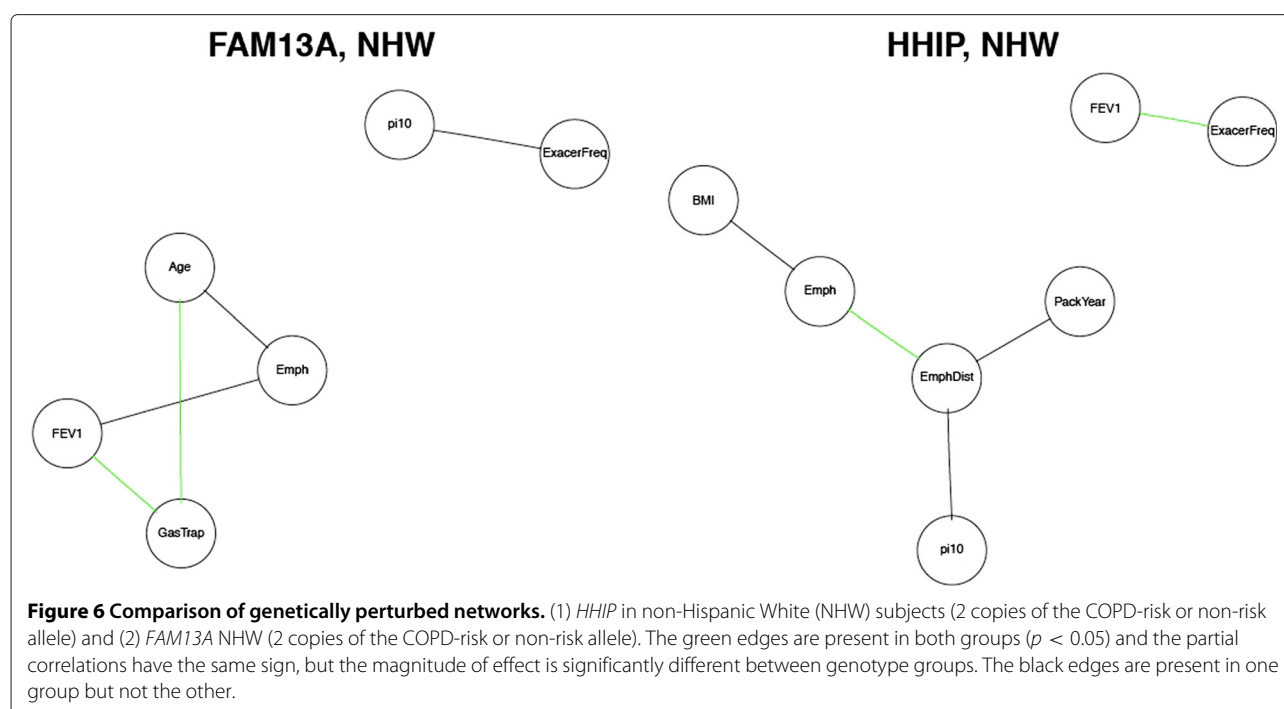 FAM13A, NHW
pi10
ExacerFreq
Age
Emph
FEV1
GasTrap
HHIP, NHW
FEV1
ExacerFreq
BMI
Emph
PackYear
EmphDist
pi10
Figure 6 Comparison of genetically perturbed networks. (1) HHIP in non-Hispanic White (NHW) subjects (2 copies of the COPD-risk or non-risk
allele) and (2) FAM13A NHW (2 copies of the COPD-risk or non-risk allele). The green edges are present in both groups (p < 0.05) and the partial
correlations have the same sign, but the magnitude of effect is significantly different between genotype groups. The black edges are present in one
group but not the other.